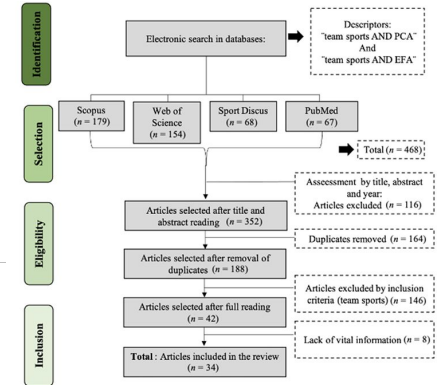 Identification
Electronic search in databases:
Descriptors:
"team sports AND PCA"
And
"team sports AND EFA"
Selection
Scopus
(n = 179)
Web of
Science
(n = 154)
Sport Discus
(n = 68)
PubMed
(n = 67)
Total (n = 468)
Assessment by title, abstract
and year:
Articles excluded (n = 116)
Eligibility
Articles selected after title and
abstract reading (n = 352)
Duplicates removed (n = 164)
Articles selected after removal of
duplicates (n = 188)
Articles excluded by inclusion
criteria (team sports) (n = 146)
Inclusion
Articles selected after full reading
(n = 42)
Lack of vital information (n = 8)
Total : Articles included in the review
(n = 34)